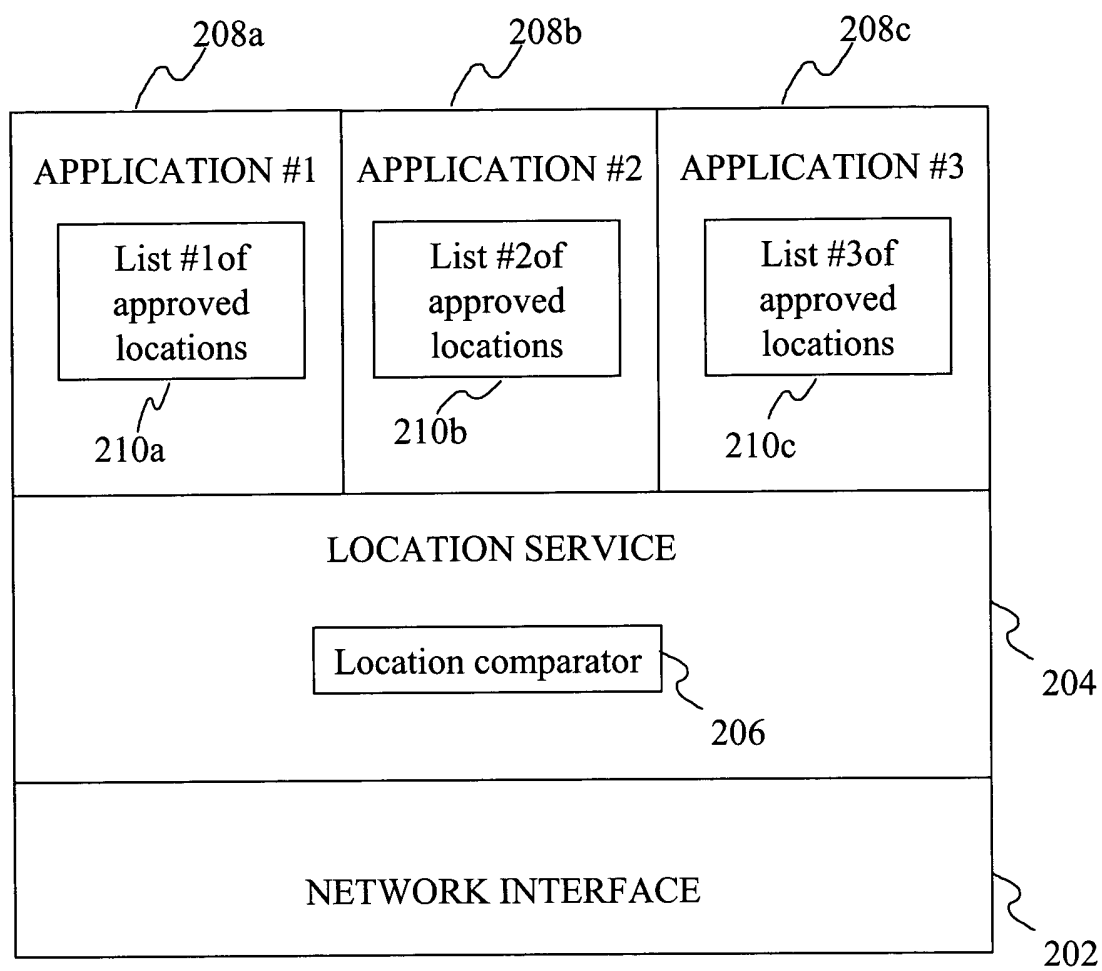 208a 208b 208c
APPLICATION #1 APPLICATION #2 APPLICATION #3
List #1of
approved
locations
List #2of
approved
locations
List #3of
approved
locations
210a 210b 210c
LOCATION SERVICE
Location comparator
204
206
NETWORK INTERFACE
202